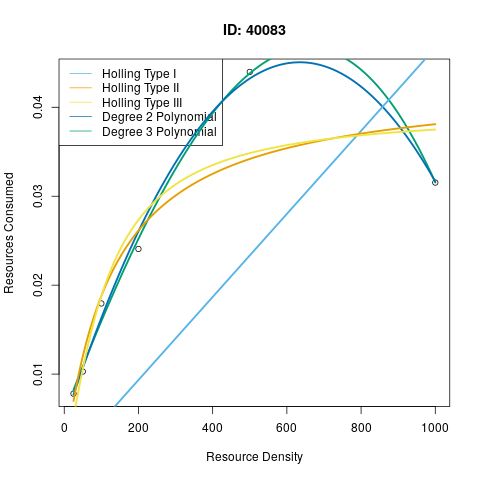 ID: 40083
Holling Type I
Holling Type II
Holling Type III
Degree 2 Polynomial
Degree 3 Polynomial
Resources Consumed
0.04
0.03
0.02
0.01
0 200 400 600 800 1000
Resource Density